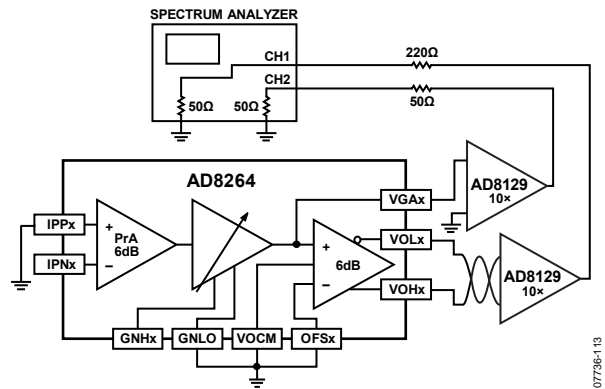 SPECTRUM ANALYZER
CH1
CH2
220Ω
50Ω
50Ω
50Ω
AD8264
VGAx
AD8129
10×
IPPx
+
PrA
6dB
IPNx
–
+
6dB
–
VOLx
VOHx
AD8129
10×
GNHx
GNLO
VOCM
OFSx
07736-113